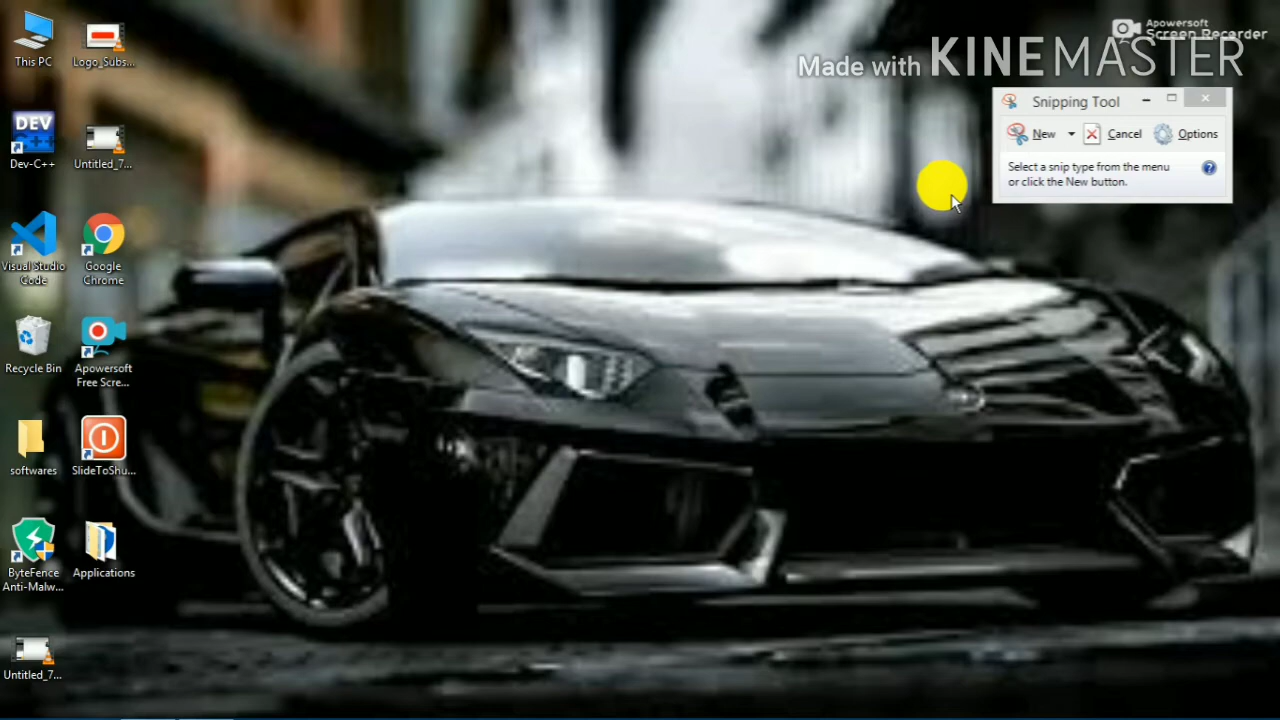 Apowersoft
Screen Recorder
Made with KINEMASTER
Snipping Tool
New
Cancel
Options
Select a snip type from the menu
or click the New button.
This PC
Logo_Subs...
DEV
Dev-C++
Untitled_7...
Visual Studio
Code
Google
Chrome
Recycle Bin
Apowersoft
Free Scre...
softwares
SlideToShu...
ByteFence
Anti-Malw...
Applications
Untitled_7...